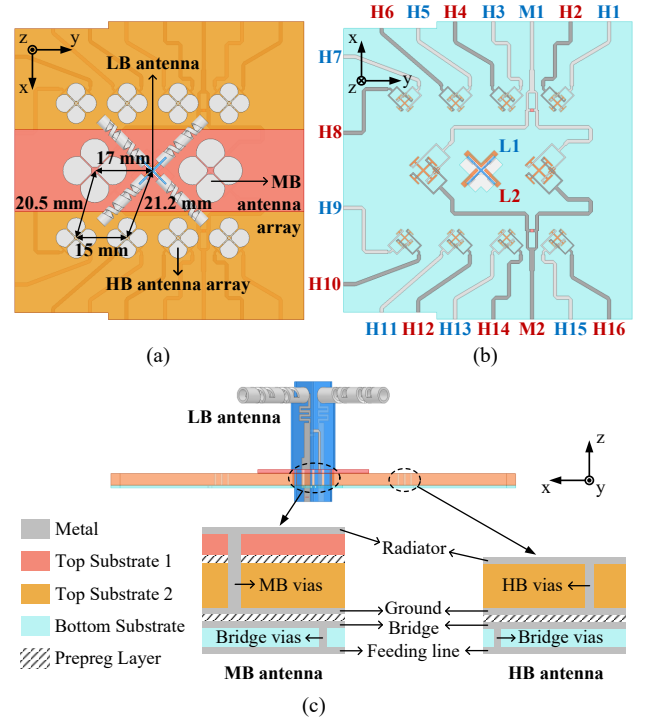 z
y
x
LB antenna
17 mm
20.5 mm
21.2 mm
15 mm
MB
antenna
array
HB antenna array
(a)
H6 H5 H4 H3 M1 H2 H1
H7
x
y
z
H8
L1
L2
H9
H10
H11 H12 H13 H14 M2 H15 H16
(b)
LB antenna
z
x
y
Metal
Top Substrate 1
Top Substrate 2
Bottom Substrate
Prepreg Layer
Radiator
MB vias
HB vias
Ground
Bridge
Bridge vias
Bridge vias
Feeding line
MB antenna
HB antenna
(c)